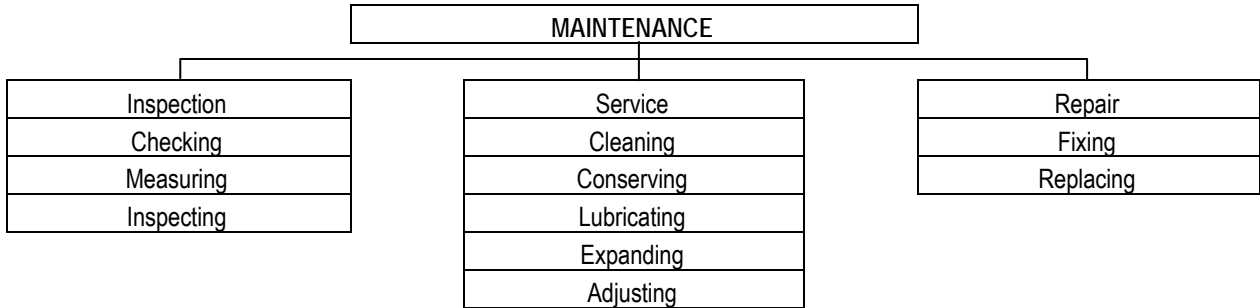 MAINTENANCE
Inspection
Checking
Measuring
Inspecting
Service
Cleaning
Conserving
Lubricating
Expanding
Adjusting
Repair
Fixing
Replacing